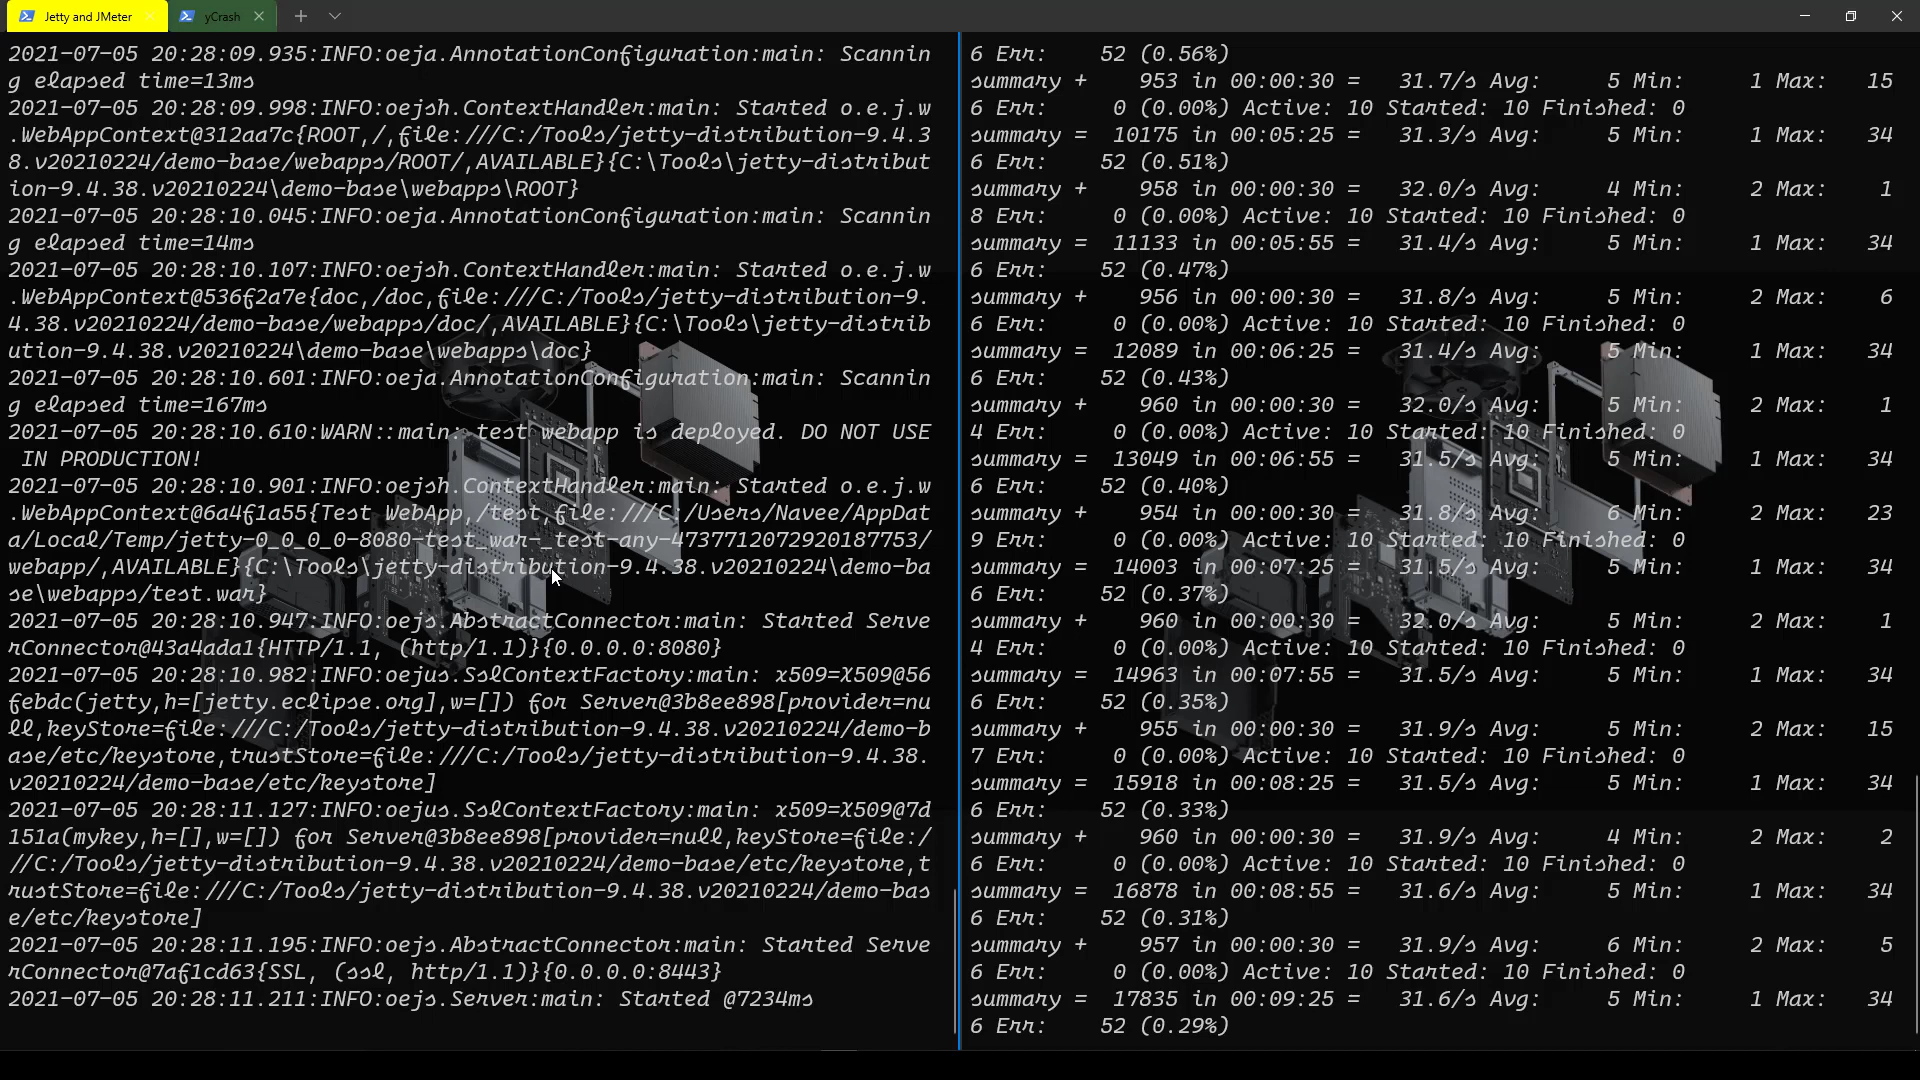 Jetty and JMeter
yCrash
2021-07-05 20:28:09.935:INFO:oeja.AnnotationConfiguration:main: Scannin
g elapsed time=13ms
2021-07-05 20:28:09.998:INFO:oejsh.ContextHandler:main: Started o.e.j.w
.WebAppContext@312aa7c{ROOT,/,file:///C:/Tools/jetty-distribution-9.4.3
8.v20210224/demo-base/webapps/ROOT/,AVAILABLE}{C:\Tools\jetty-distribut
ion-9.4.38.v20210224\demo-base\webapps\ROOT}
2021-07-05 20:28:10.045:INFO:oeja.AnnotationConfiguration:main: Scannin
g elapsed time=14ms
2021-07-05 20:28:10.107:INFO:oejsh.ContextHandler:main: Started o.e.j.w
.WebAppContext@536f2a7e{doc,/doc,file:///C:/Tools/jetty-distribution-9.
4.38.v20210224/demo-base/webapps/doc/,AVAILABLE}{C:\Tools\jetty-distrib
ution-9.4.38.v20210224\demo-base\webapps\doc}
2021-07-05 20:28:10.601:INFO:oeja.AnnotationConfiguration:main: Scannin
g elapsed time=167ms
2021-07-05 20:28:10.610:WARN::main: test webapp is deployed. DO NOT USE
IN PRODUCTION!
2021-07-05 20:28:10.901:INFO:oejsh.ContextHandler:main: Started o.e.j.w
.WebAppContext@6a4f1a55{Test WebApp,/test,file:///C:/Users/Navee/AppDat
a/Local/Temp/jetty-0_0_0_0-8080-test_war-_test-any-4737712072920187753/
webapp/,AVAILABLE}{C:\Tools\jetty-distribution-9.4.38.v20210224\demo-ba
se\webapps/test.war}
2021-07-05 20:28:10.947:INFO:oejs.AbstractConnector:main: Started Serve
rConnector@43a4ada1{HTTP/1.1, (http/1.1)}{0.0.0.0:8080}
2021-07-05 20:28:10.982:INFO:oejus.SslContextFactory:main: x509=X509@56
febdc(jetty,h=[jetty.eclipse.org],w=[]) for Server@3b8ee898[provider=nu
ll,keyStore=file:///C:/Tools/jetty-distribution-9.4.38.v20210224/demo-b
ase/etc/keystore,trustStore=file:///C:/Tools/jetty-distribution-9.4.38.
v20210224/demo-base/etc/keystore]
2021-07-05 20:28:11.127:INFO:oejus.SslContextFactory:main: x509=X509@7d
151a(mykey,h=[],w=[]) for Server@3b8ee898[provider=null,keyStore=file:/
//C:/Tools/jetty-distribution-9.4.38.v20210224/demo-base/etc/keystore,t
rustStore=file:///C:/Tools/jetty-distribution-9.4.38.v20210224/demo-bas
e/etc/keystore]
2021-07-05 20:28:11.195:INFO:oejs.AbstractConnector:main: Started Serve
rConnector@7af1cd63{SSL, (ssl, http/1.1)}{0.0.0.0:8443}
2021-07-05 20:28:11.211:INFO:oejs.Server:main: Started @7234ms
6 Err: 52 (0.56%)
summary + 953 in 00:00:30 = 31.7/s Avg: 5 Min: 1 Max: 15
6 Err: 0 (0.00%) Active: 10 Started: 10 Finished: 0
summary = 10175 in 00:05:25 = 31.3/s Avg: 5 Min: 1 Max: 34
6 Err: 52 (0.51%)
summary + 958 in 00:00:30 = 32.0/s Avg: 4 Min: 2 Max: 1
8 Err: 0 (0.00%) Active: 10 Started: 10 Finished: 0
summary = 11133 in 00:05:55 = 31.4/s Avg: 5 Min: 1 Max: 34
6 Err: 52 (0.47%)
summary + 956 in 00:00:30 = 31.8/s Avg: 5 Min: 2 Max: 6
6 Err: 0 (0.00%) Active: 10 Started: 10 Finished: 0
summary = 12089 in 00:06:25 = 31.4/s Avg: 5 Min: 1 Max: 34
6 Err: 52 (0.43%)
summary + 960 in 00:00:30 = 32.0/s Avg: 5 Min: 2 Max: 1
4 Err: 0 (0.00%) Active: 10 Started: 10 Finished: 0
summary = 13049 in 00:06:55 = 31.5/s Avg: 5 Min: 1 Max: 34
6 Err: 52 (0.40%)
summary + 954 in 00:00:30 = 31.8/s Avg: 6 Min: 2 Max: 23
9 Err: 0 (0.00%) Active: 10 Started: 10 Finished: 0
summary = 14003 in 00:07:25 = 31.5/s Avg: 5 Min: 1 Max: 34
6 Err: 52 (0.37%)
summary + 960 in 00:00:30 = 32.0/s Avg: 5 Min: 2 Max: 1
4 Err: 0 (0.00%) Active: 10 Started: 10 Finished: 0
summary = 14963 in 00:07:55 = 31.5/s Avg: 5 Min: 1 Max: 34
6 Err: 52 (0.35%)
summary + 955 in 00:00:30 = 31.9/s Avg: 5 Min: 2 Max: 15
7 Err: 0 (0.00%) Active: 10 Started: 10 Finished: 0
summary = 15918 in 00:08:25 = 31.5/s Avg: 5 Min: 1 Max: 34
6 Err: 52 (0.33%)
summary + 960 in 00:00:30 = 31.9/s Avg: 4 Min: 2 Max: 2
6 Err: 0 (0.00%) Active: 10 Started: 10 Finished: 0
summary = 16878 in 00:08:55 = 31.6/s Avg: 5 Min: 1 Max: 34
6 Err: 52 (0.31%)
summary + 957 in 00:00:30 = 31.9/s Avg: 6 Min: 2 Max: 5
6 Err: 0 (0.00%) Active: 10 Started: 10 Finished: 0
summary = 17835 in 00:09:25 = 31.6/s Avg: 5 Min: 1 Max: 34
6 Err: 52 (0.29%)